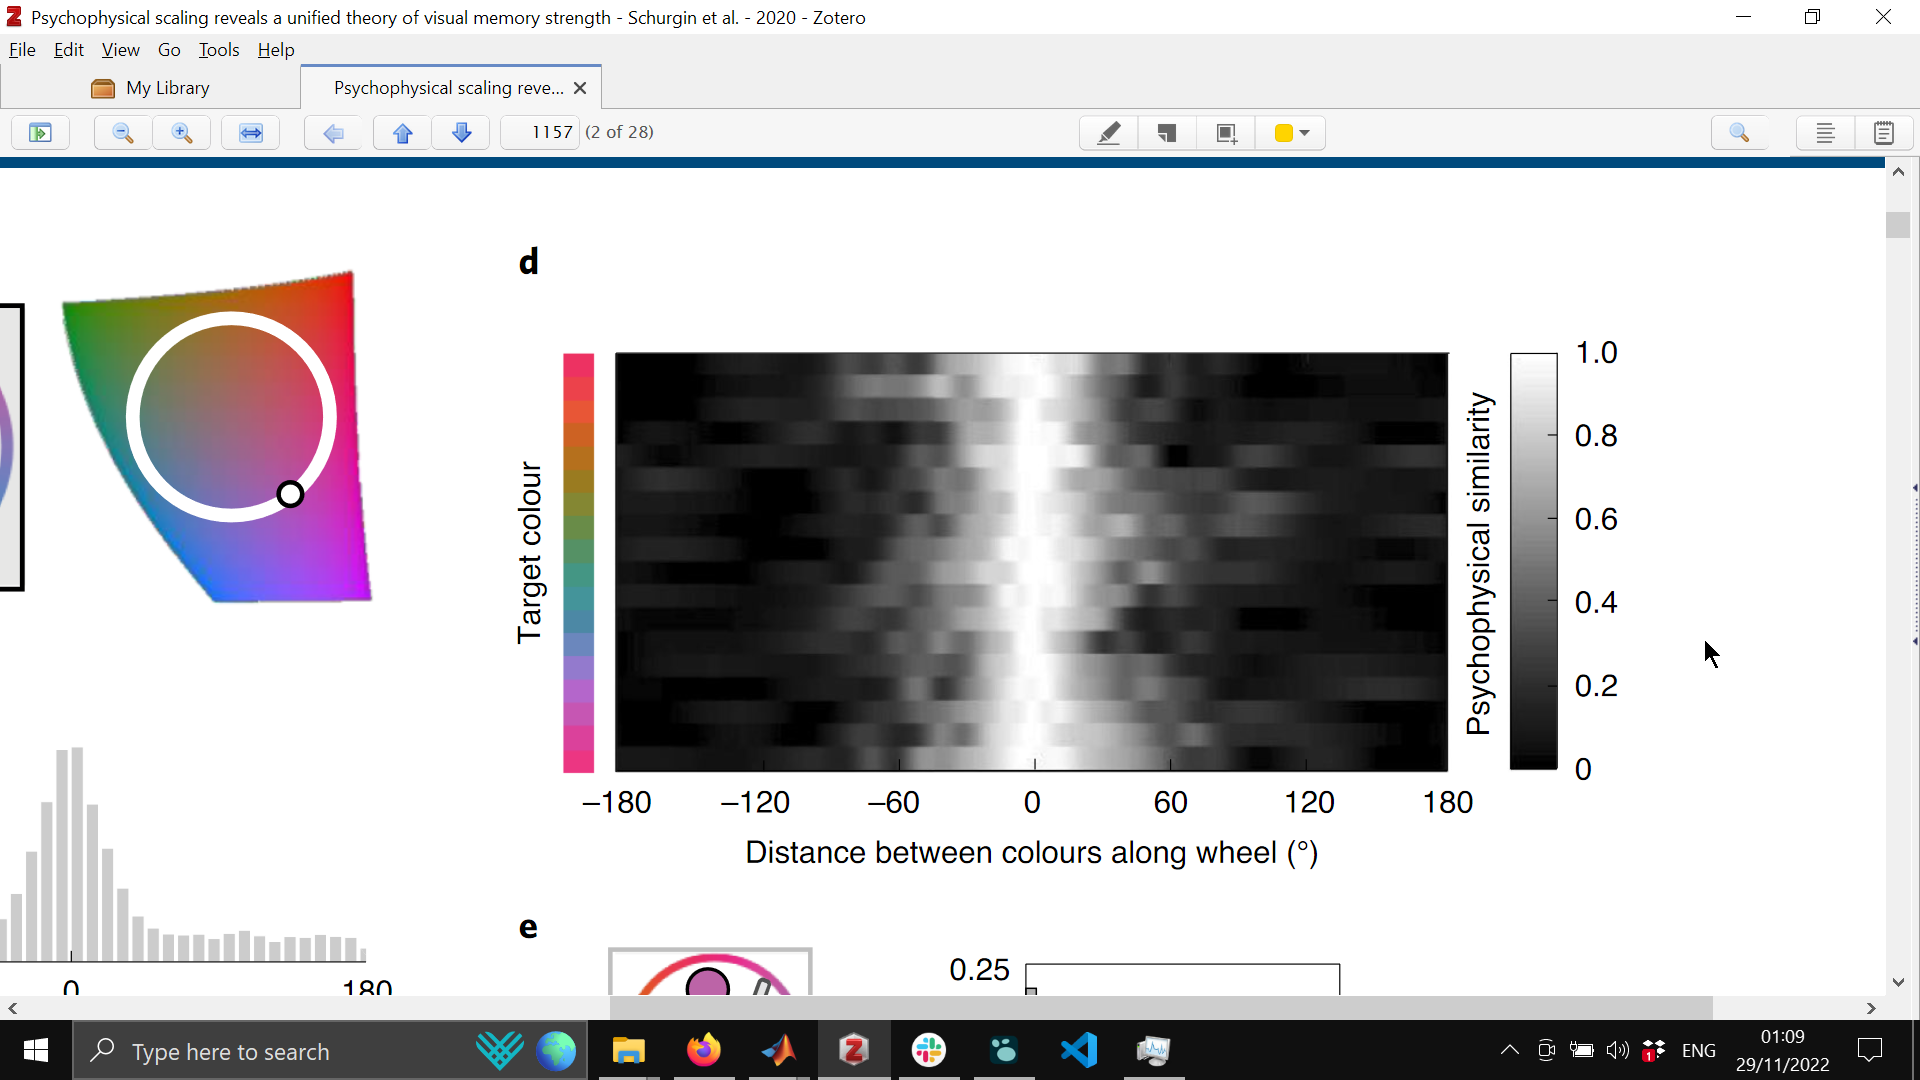 Psychophysical scaling reveals a unified theory of visual memory strength - Schurgin et al. - 2020 - Zotero
File Edit View Go Tools Help
My Library
Psychophysical scaling reve...
1157 (2 of 28)
d
Target colour
Psychophysical similarity
1.0
0.8
0.6
0.4
0.2
0
–180 –120 –60 0 60 120 180
Distance between colours along wheel (°)
e
0.25
0 180
Type here to search
ENG
01:09
29/11/2022
1